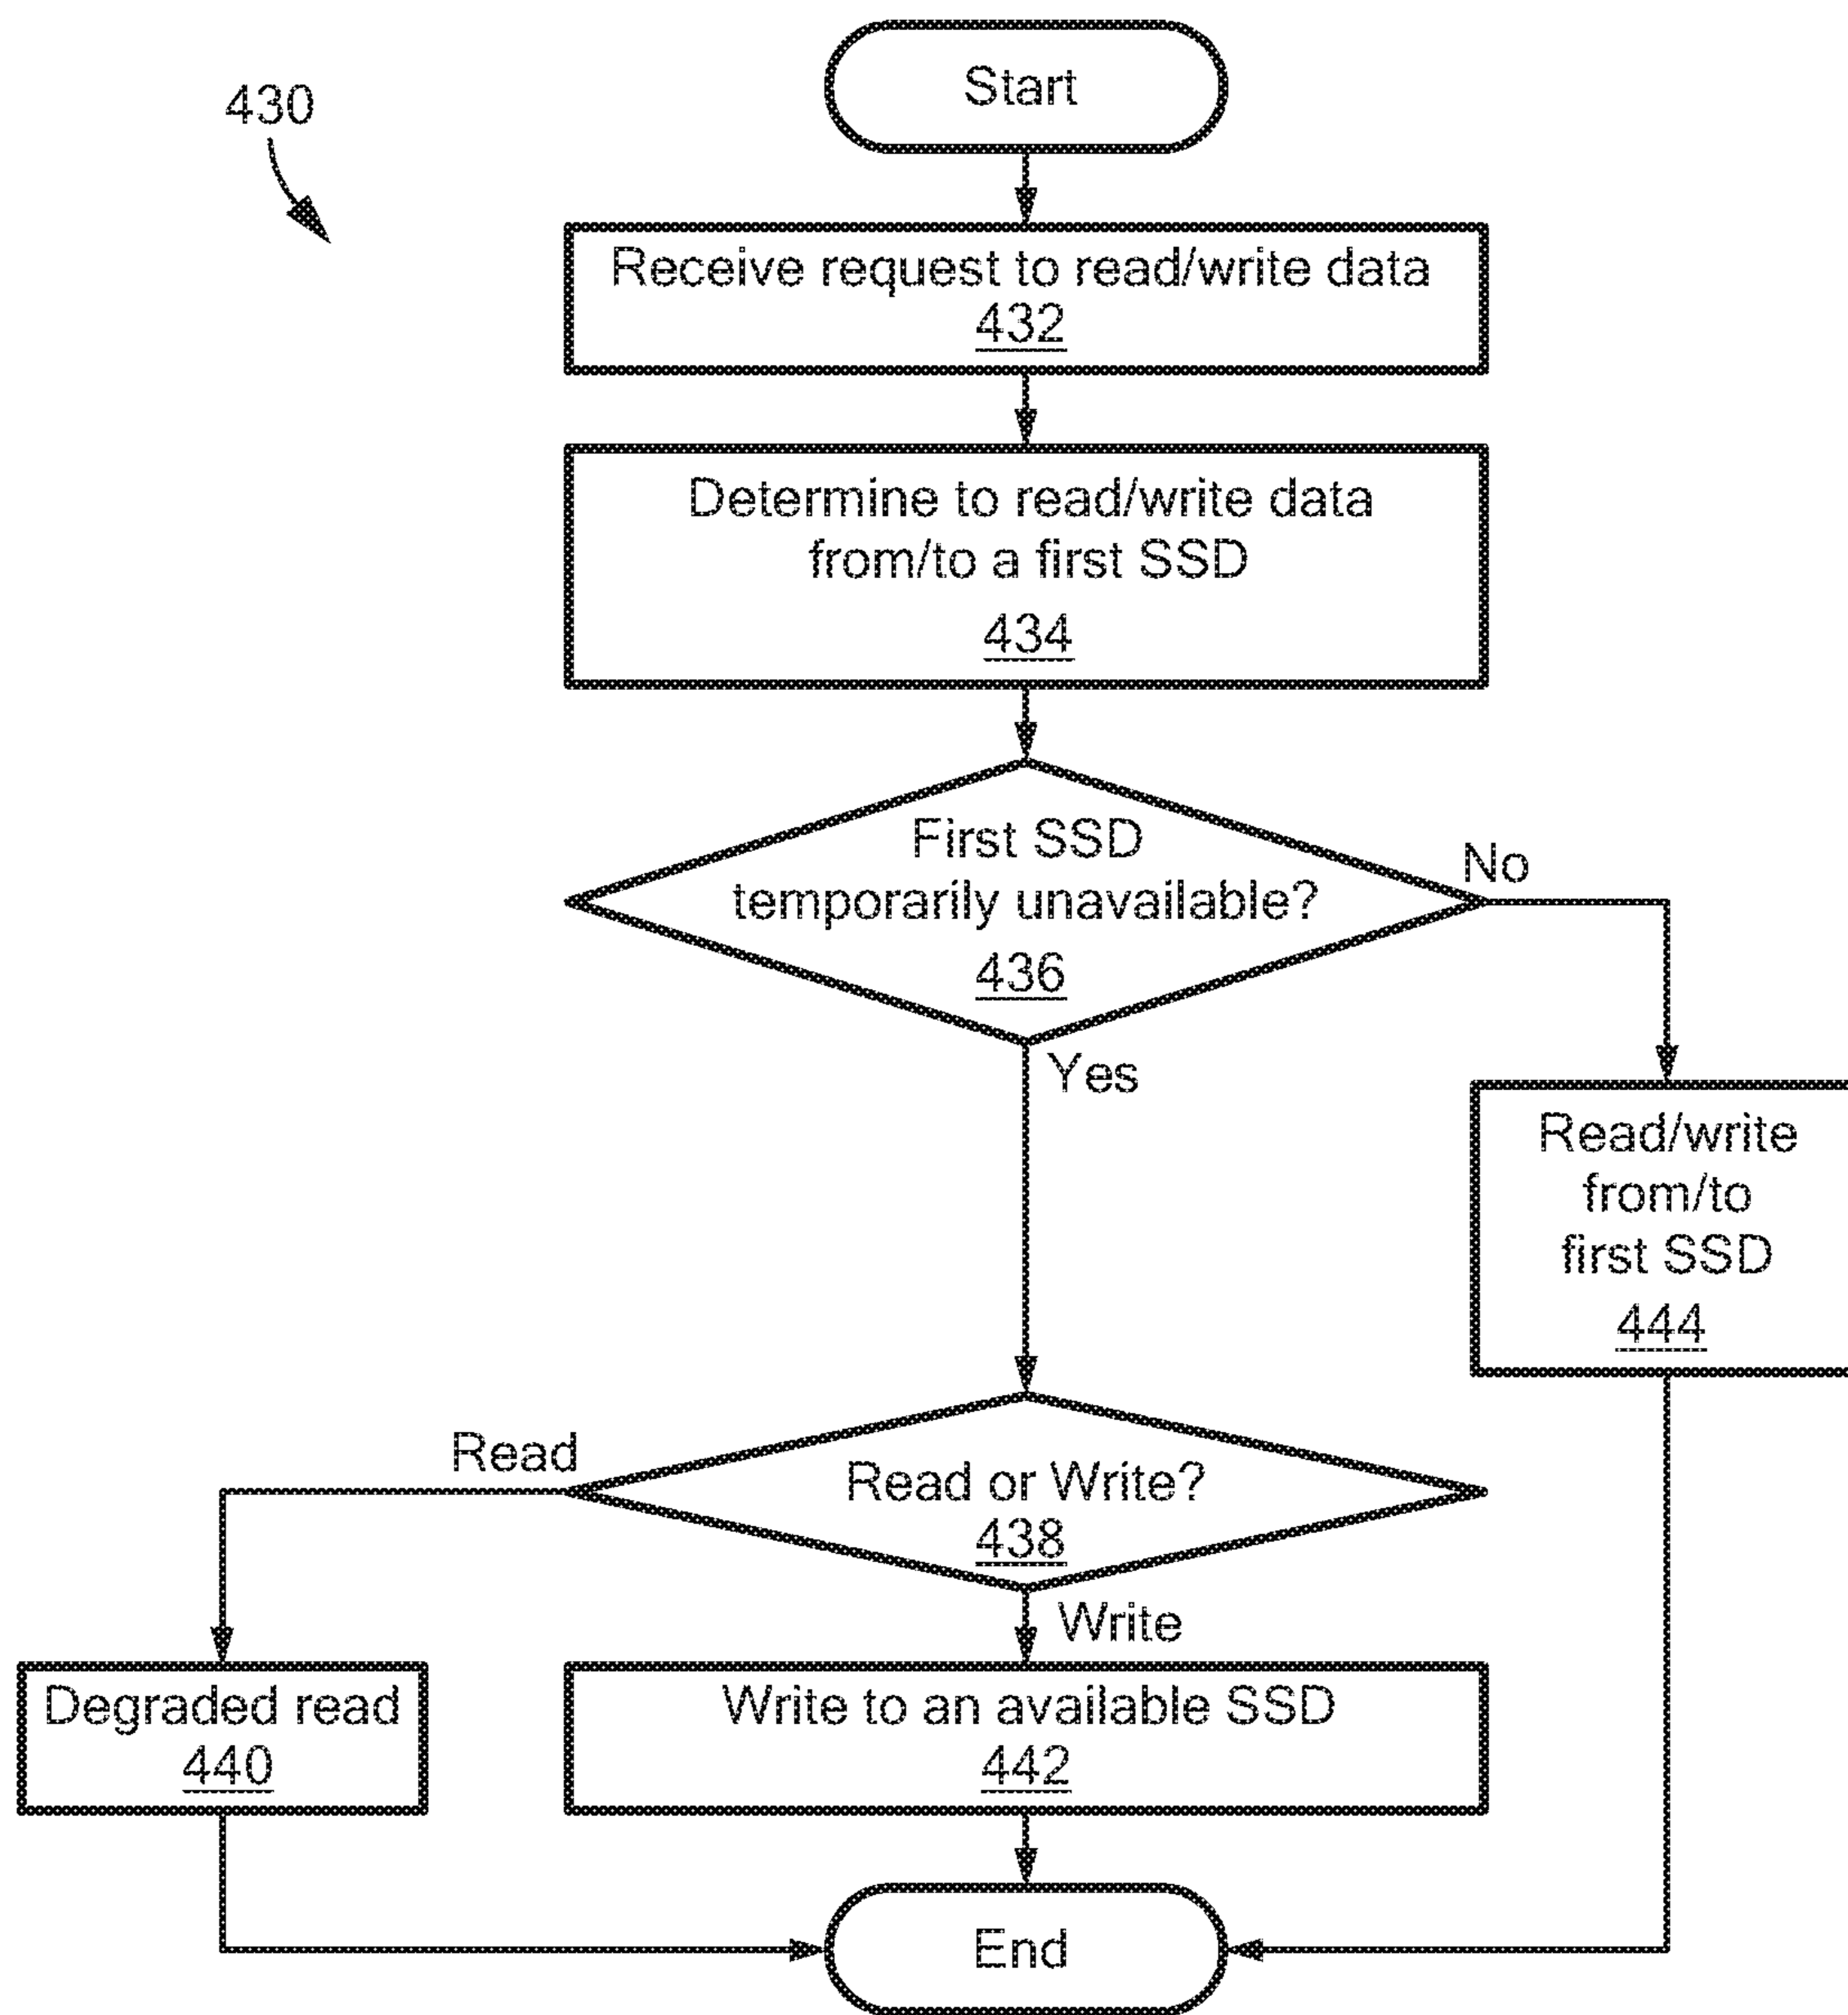 Start
430
Receive request to read/write data
432
Determine to read/write data
from/to a first SSD
434
First SSD
temporarily unavailable?
436
No
Yes
Read/write
from/to
first SSD
444
Read
Read or Write?
438
Write
Degraded read
440
Write to an available SSD
442
End